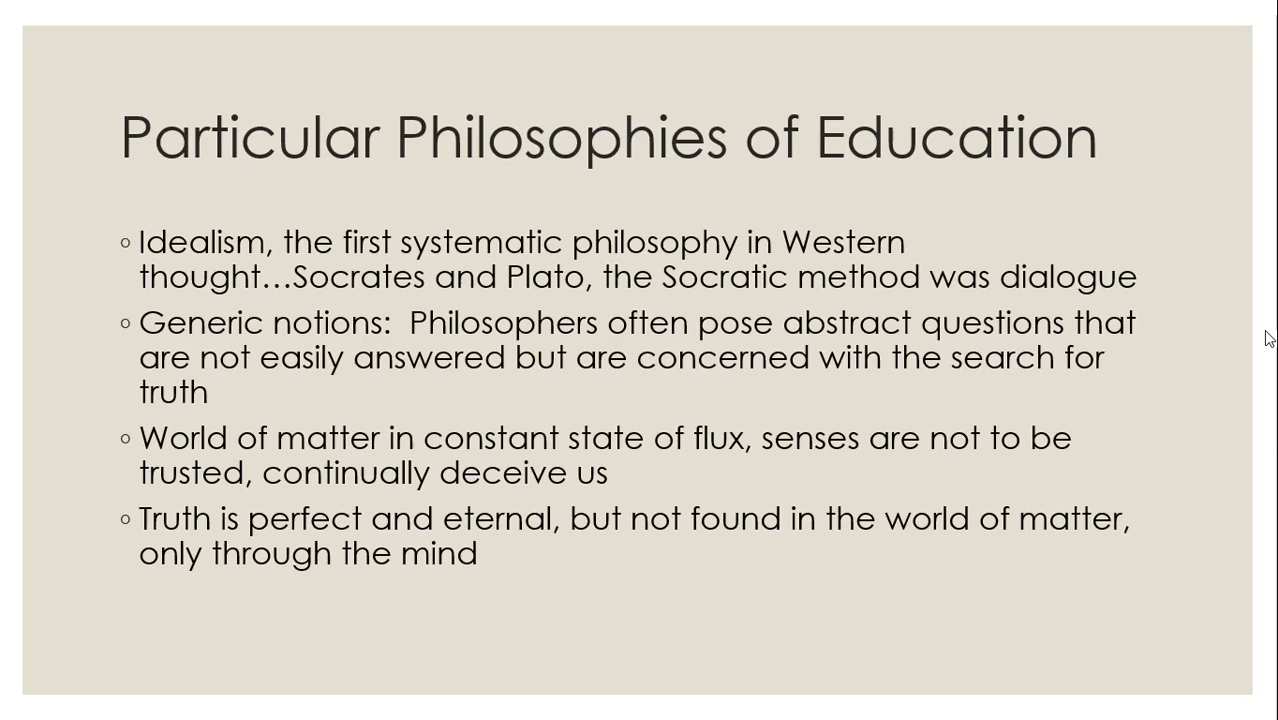 Particular Philosophies of Education
◦ Idealism, the first systematic philosophy in Western
thought…Socrates and Plato, the Socratic method was dialogue
◦ Generic notions:  Philosophers often pose abstract questions that
are not easily answered but are concerned with the search for
truth
◦ World of matter in constant state of flux, senses are not to be
trusted, continually deceive us
◦ Truth is perfect and eternal, but not found in the world of matter,
only through the mind